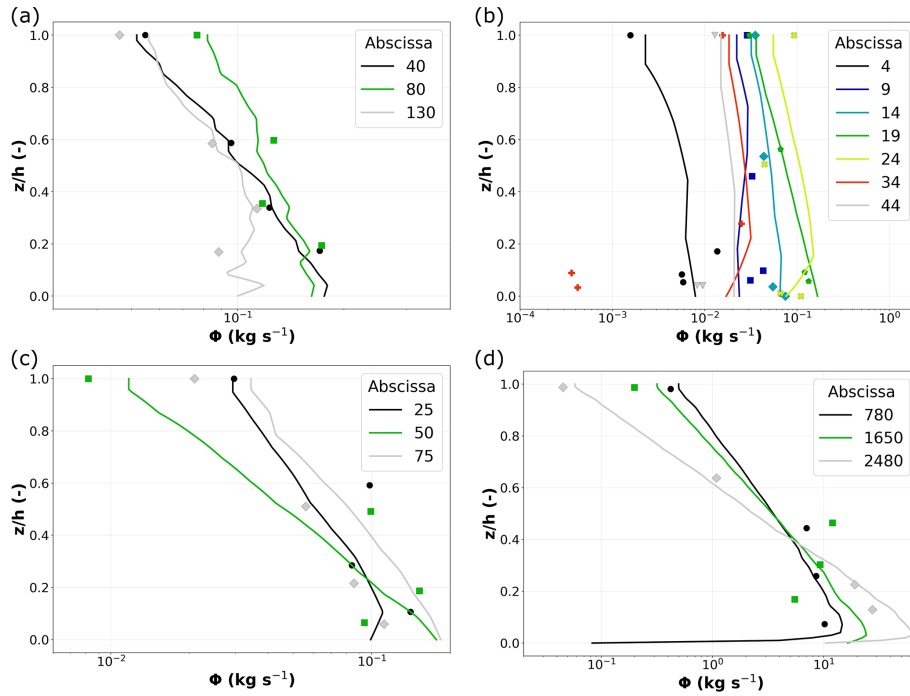 (a)
z/h (-)
1.0
0.8
0.6
0.4
0.2
0.0
Abscissa
40
80
130
10⁻¹
Φ (kg s⁻¹)
(b)
z/h (-)
1.0
0.8
0.6
0.4
0.2
0.0
Abscissa
4
9
14
19
24
34
44
10⁻⁴ 10⁻³ 10⁻² 10⁻¹ 10⁰
Φ (kg s⁻¹)
(c)
z/h (-)
1.0
0.8
0.6
0.4
0.2
0.0
Abscissa
25
50
75
10⁻² 10⁻¹
Φ (kg s⁻¹)
(d)
z/h (-)
1.0
0.8
0.6
0.4
0.2
0.0
Abscissa
780
1650
2480
10⁻¹ 10⁰ 10¹
Φ (kg s⁻¹)